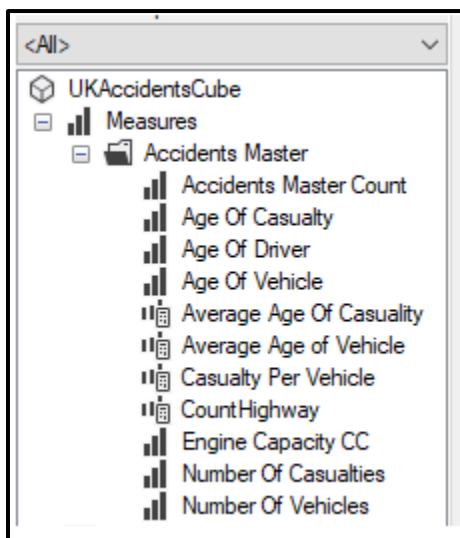 <All>
UKAccidentsCube
Measures
Accidents Master
Accidents Master Count
Age Of Casualty
Age Of Driver
Age Of Vehicle
Average Age Of Casuality
Average Age of Vehicle
Casualty Per Vehicle
CountHighway
Engine Capacity CC
Number Of Casualties
Number Of Vehicles